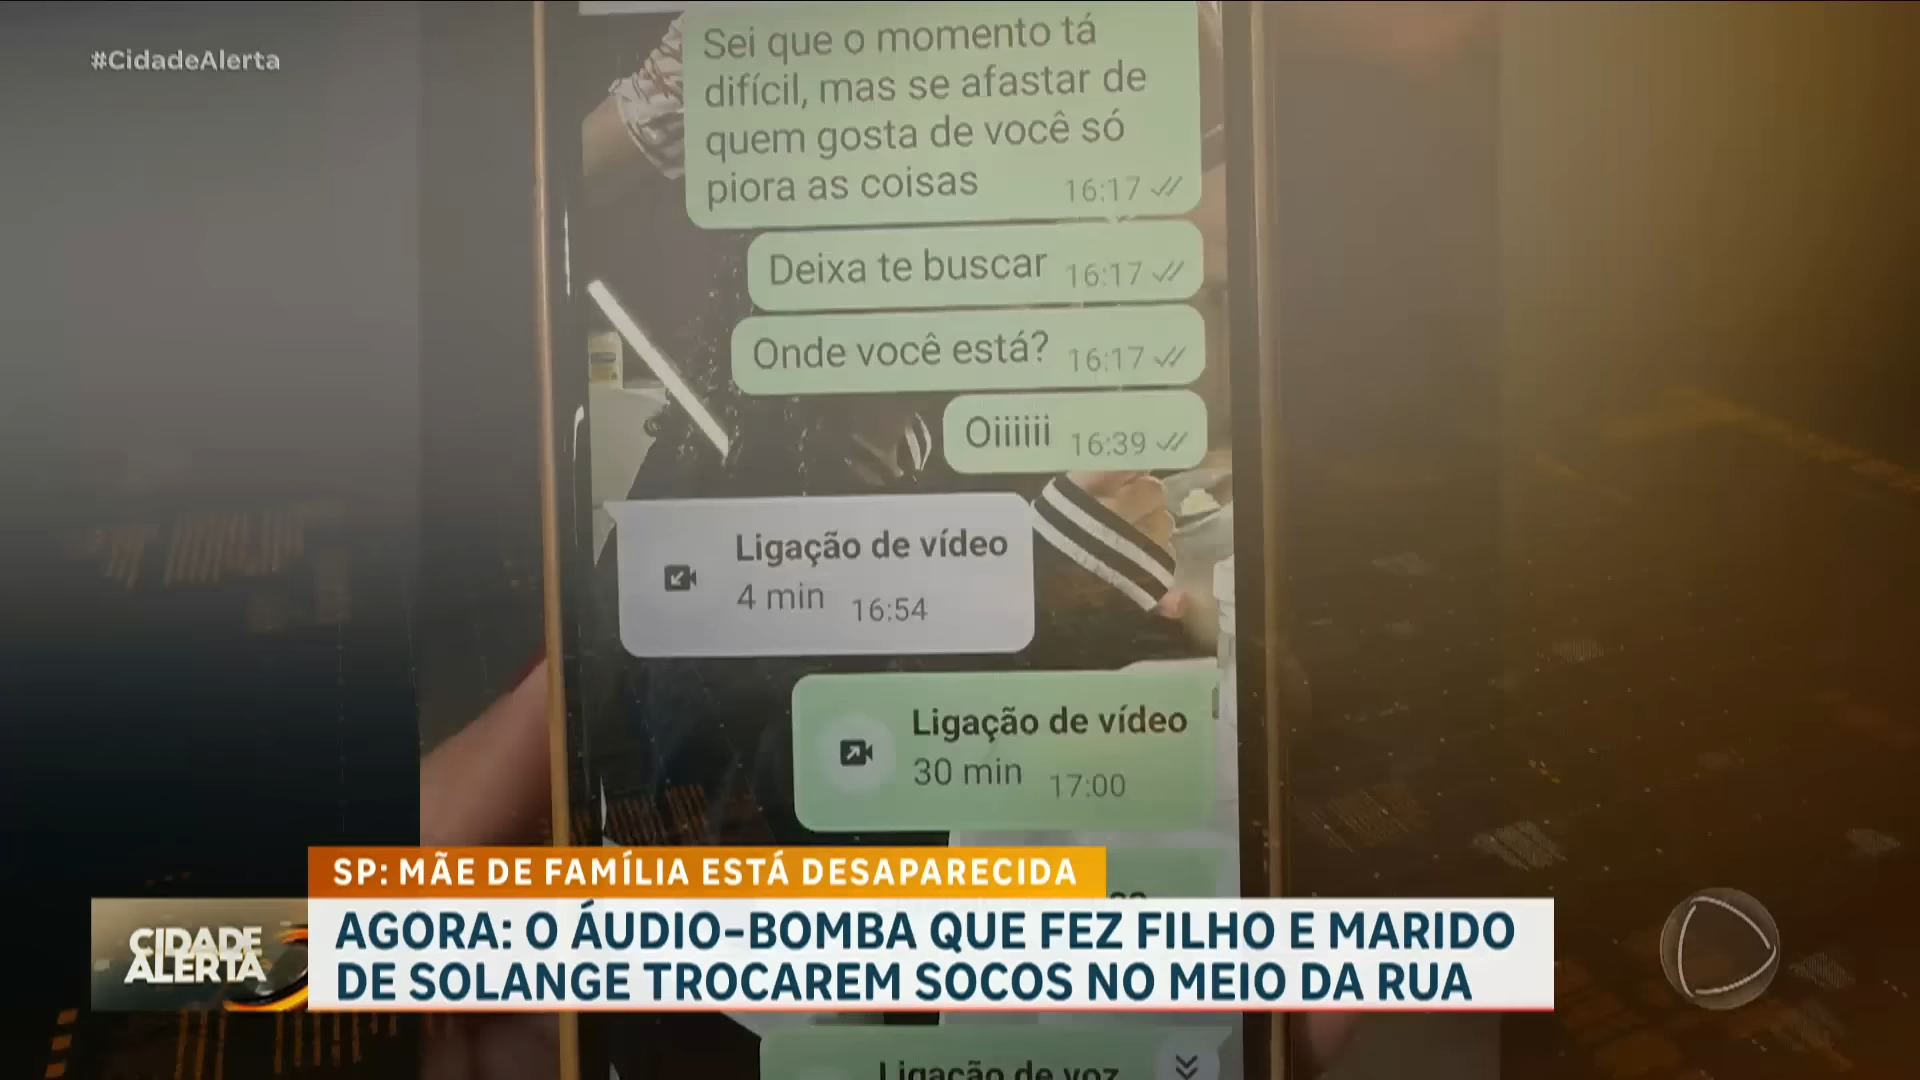 #CidadeAlerta
Sei que o momento tá
difícil, mas se afastar de
quem gosta de você só
piora as coisas 16:17
Deixa te buscar 16:17
Onde você está? 16:17
Oiiiiii 16:39
Ligação de vídeo
4 min 16:54
Ligação de vídeo
30 min 17:00
SP: MÃE DE FAMÍLIA ESTÁ DESAPARECIDA
CIDADE
ALERTA
AGORA: O ÁUDIO-BOMBA QUE FEZ FILHO E MARIDO
DE SOLANGE TROCAREM SOCOS NO MEIO DA RUA
Ligação de voz